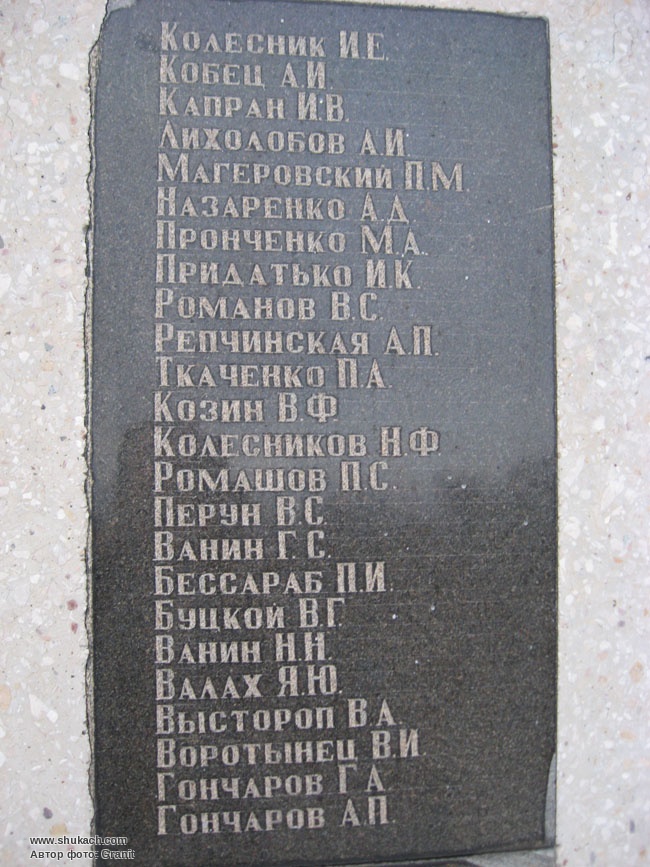 Колесник И.Е.
Кобец А.И.
Капран И.В.
Лихолобов А.И.
Магеровский П.М.
Назаренко А.Д.
Пронченко М.А.
Придатько И.К.
Романов В.С.
Репчинская А.П.
Ткаченко П.А.
Козин В.Ф
Колесников Н.Ф.
Ромашов П.С.
Перун В.С.
Ванин Г.С.
Бессараб П.И.
Буцкой В.Г.
Ванин Н.Н.
Валах Я.Ю.
Выстороп В.А.
Воротынец В.И.
Гончаров Г.А
Гончаров А.П.
www.shukach.com
Автор фото: Granit